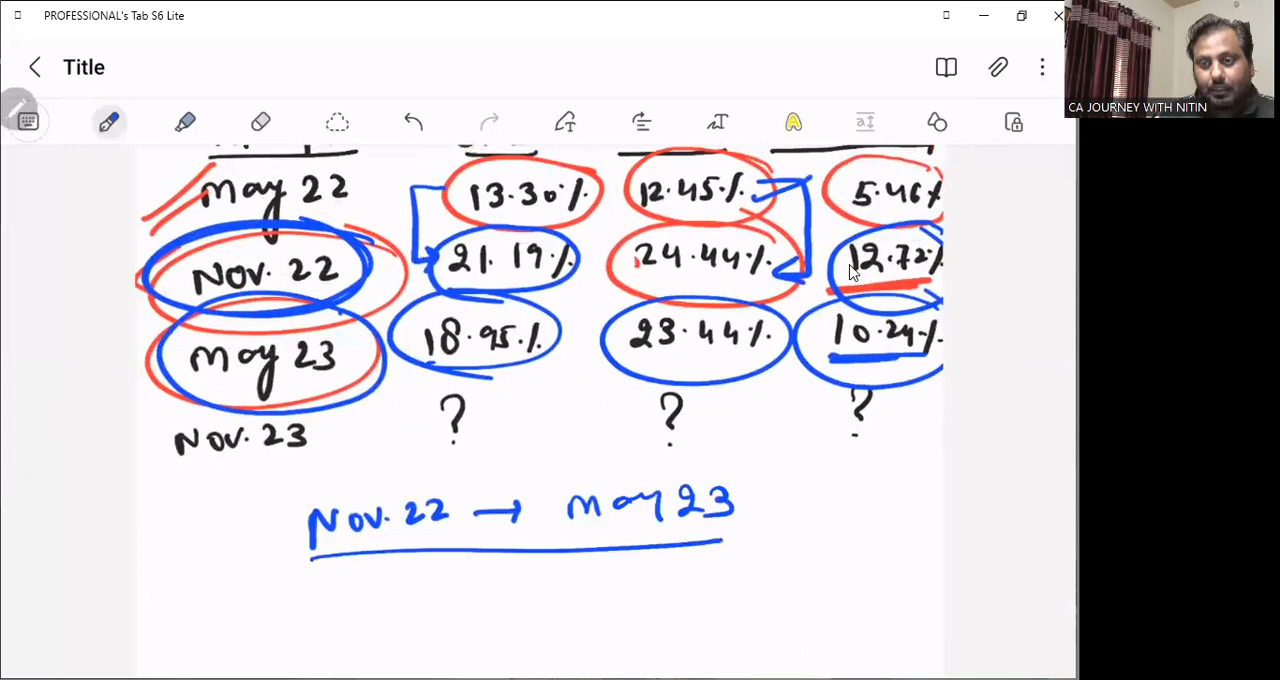 PROFESSIONAL's Tab S6 Lite
Title
CA JOURNEY WITH NITIN
May 22 13.30% 12.45% 5.46%
Nov. 22 21.19% 24.44% 12.72%
May 23 18.95% 23.44% 10.24%
Nov. 23 ? ? ?
Nov. 22 → May 23